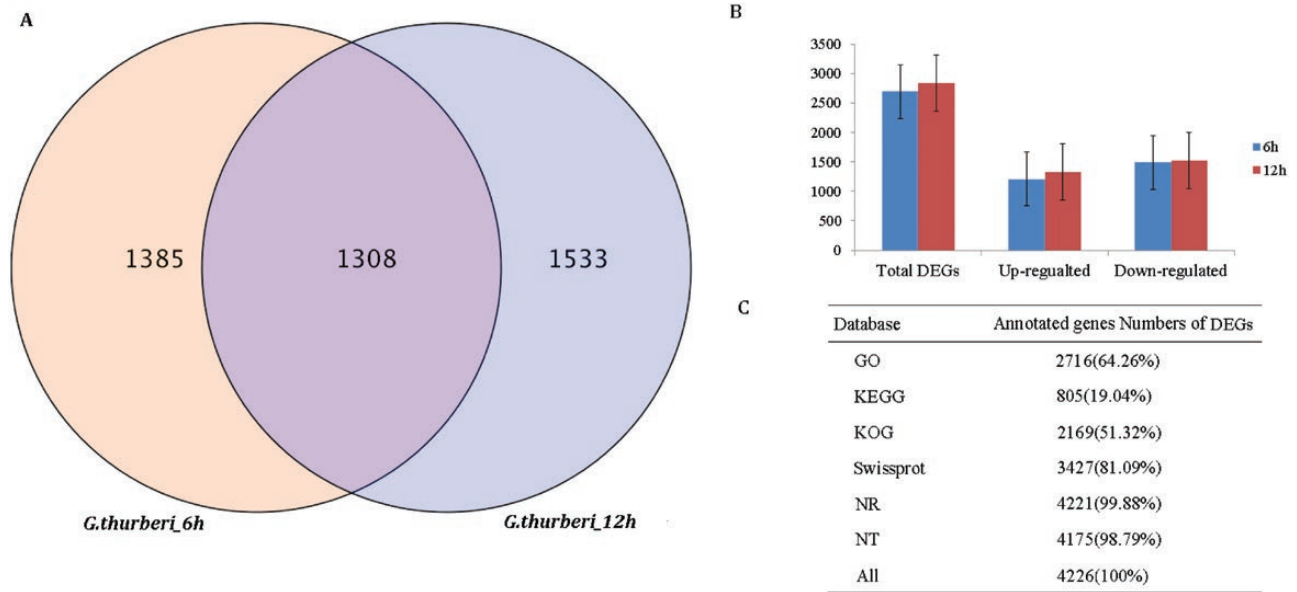 A
1385
1308
1533
G.thurberi_6h
G.thurberi_12h
B
3500
3000
2500
2000
1500
1000
500
0
Total DEGs
Up-regualted
Down-regulated
6h
12h
C
Database Annotated genes Numbers of DEGs
GO 2716(64.26%)
KEGG 805(19.04%)
KOG 2169(51.32%)
Swissprot 3427(81.09%)
NR 4221(99.88%)
NT 4175(98.79%)
All 4226(100%)